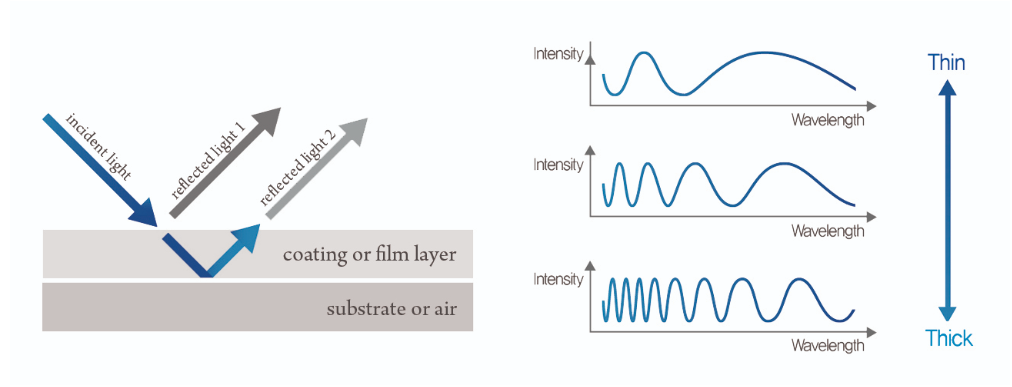 incident light
reflected light 1
reflected light 2
coating or film layer
substrate or air
Intensity
Wavelength
Intensity
Wavelength
Intensity
Wavelength
Thin
Thick